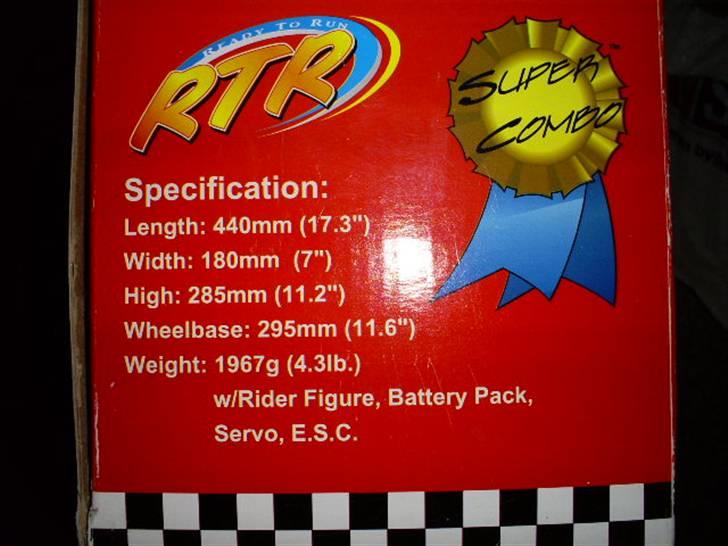 READY TO RUN
RTR
SUPER
COMBO
TM
Specification:
Length: 440mm (17.3")
Width: 180mm (7")
High: 285mm (11.2")
Wheelbase: 295mm (11.6")
Weight: 1967g (4.3lb.)
w/Rider Figure, Battery Pack,
Servo, E.S.C.